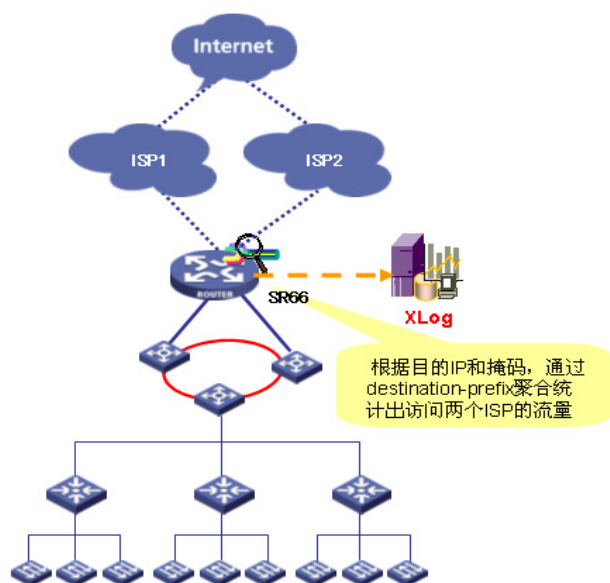 Internet
ISP1
ISP2
ROUTER
SR66
XLog
根据目的IP和掩码，通过
destination-prefix聚合统
计出访问两个ISP的流量